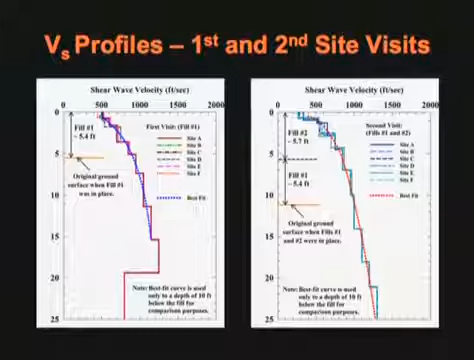 Vs Profiles – 1st and 2nd Site Visits
Shear Wave Velocity (ft/sec)
0 500 1000 1500 2000
0
5
10
15
20
25
Fill #1
~ 5.4 ft
Original ground
surface when Fill #1
was in place.
First Visit: (Fill #1)
Site A
Site B
Site C
Site D
Site E
Site F
Best Fit
Note: Best-fit curve is used
only to a depth of 10 ft
below the fill for
comparison purposes.
Shear Wave Velocity (ft/sec)
0 500 1000 1500 2000
0
5
10
15
20
25
Fill #2
~ 5.7 ft
Fill #1
~ 5.4 ft
Original ground
surface when Fills #1
and #2 were in place.
Second Visit:
(Fills #1 and #2)
Site A
Site B
Site C
Site D
Site E
Site F
Best Fit
Note: Best-fit curve is used
only to a depth of 10 ft
below the fill for
comparison purposes.